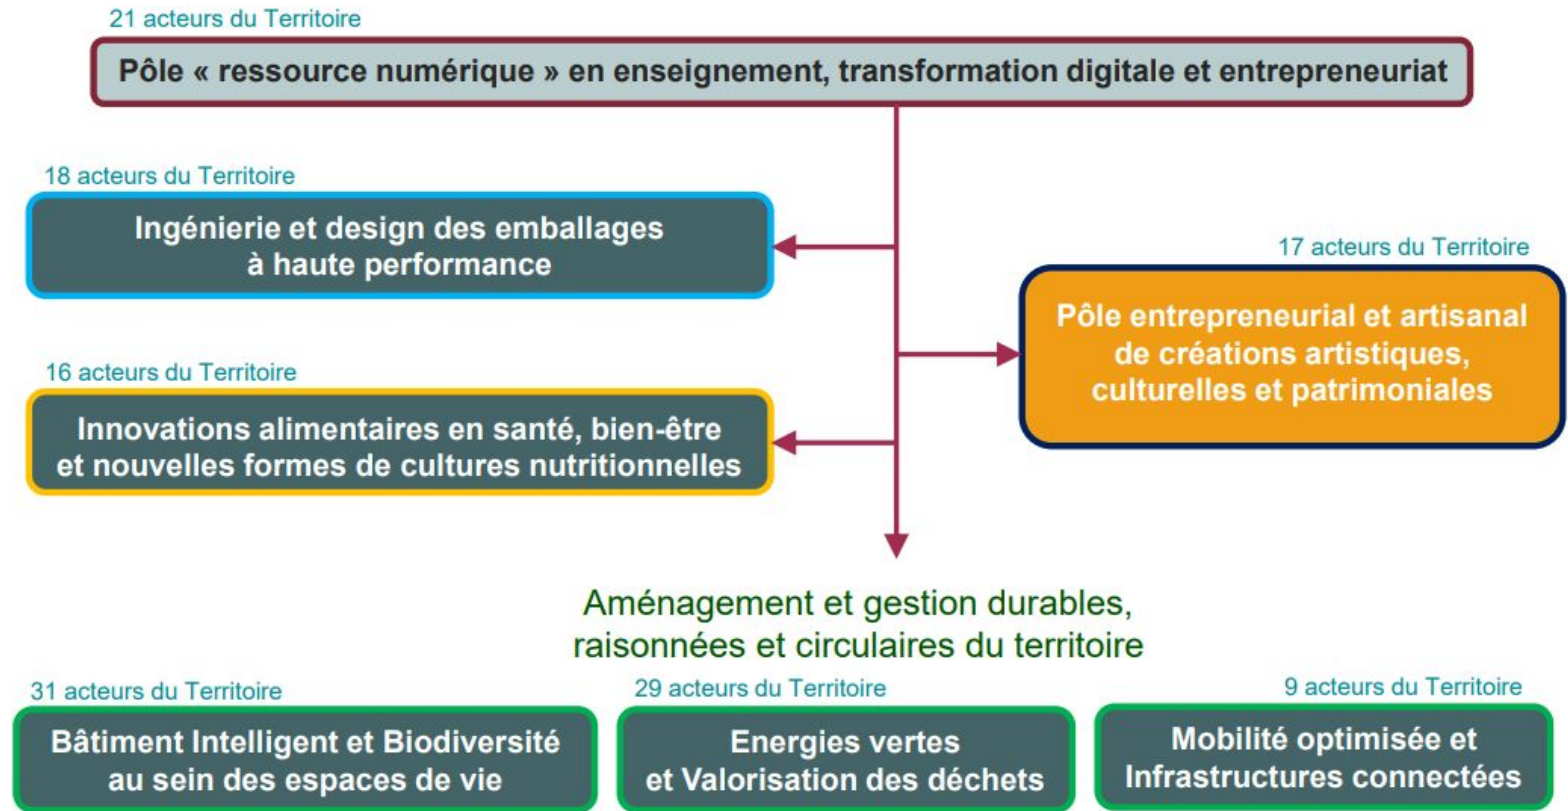 21 acteurs du Territoire
Pôle « ressource numérique » en enseignement, transformation digitale et entrepreneuriat
18 acteurs du Territoire
Ingénierie et design des emballages
à haute performance
17 acteurs du Territoire
Pôle entrepreneurial et artisanal
de créations artistiques,
culturelles et patrimoniales
16 acteurs du Territoire
Innovations alimentaires en santé, bien-être
et nouvelles formes de cultures nutritionnelles
Aménagement et gestion durables,
raisonnées et circulaires du territoire
31 acteurs du Territoire
Bâtiment Intelligent et Biodiversité
au sein des espaces de vie
29 acteurs du Territoire
Energies vertes
et Valorisation des déchets
9 acteurs du Territoire
Mobilité optimisée et
Infrastructures connectées